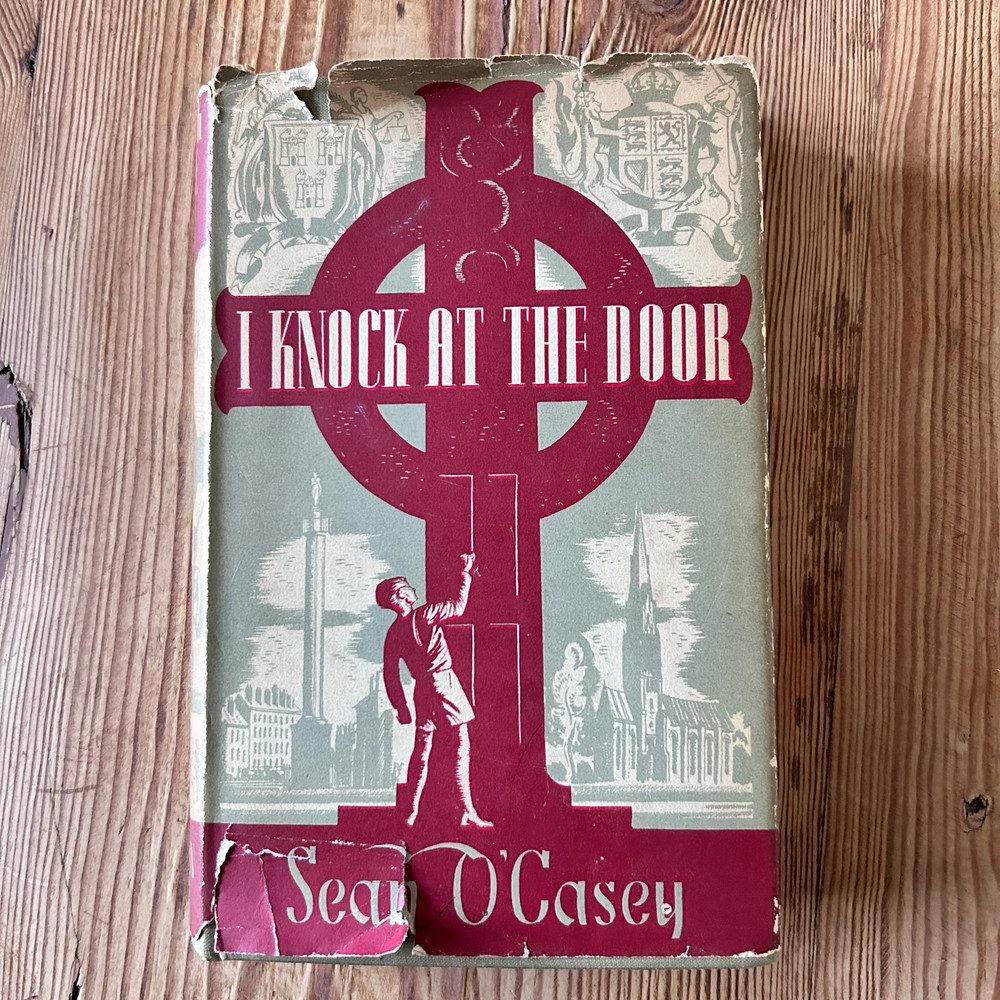 I KNOCK AT THE DOOR
Sean O'Casey